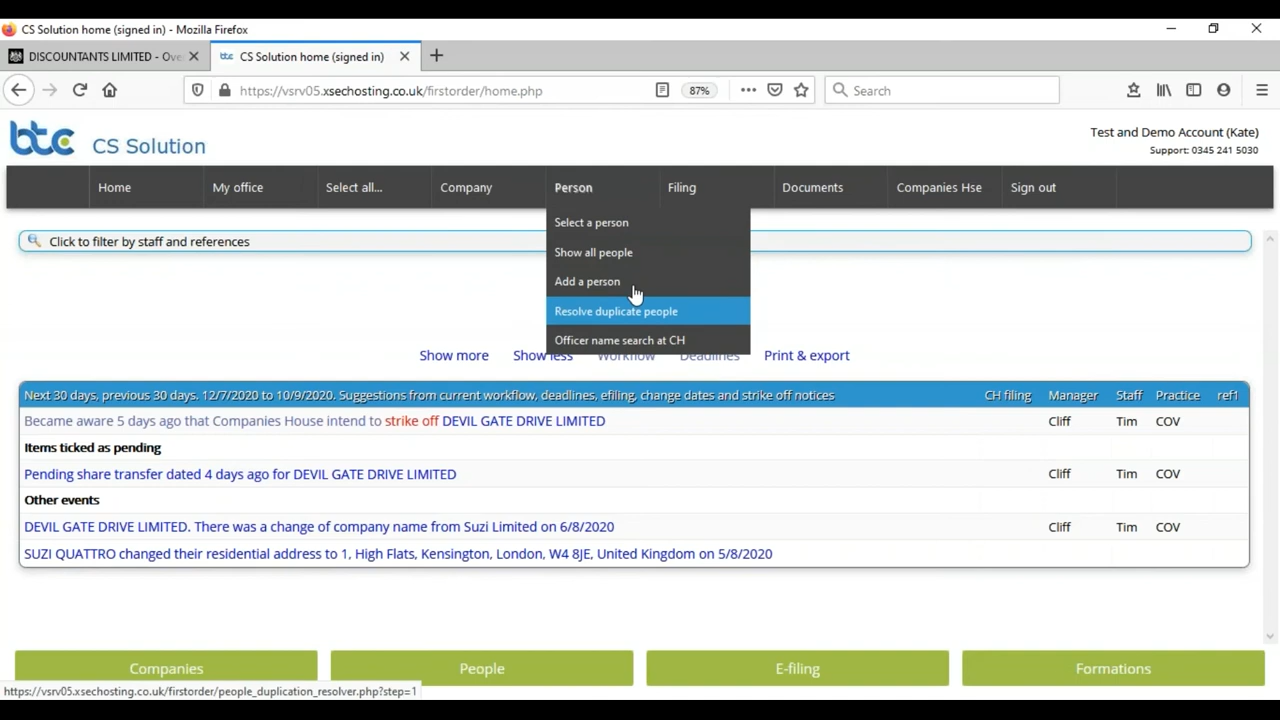 CS Solution home (signed in) - Mozilla Firefox
DISCOUNTANTS LIMITED - Ove
btc CS Solution home (signed in)
https://vsrv05.xsechosting.co.uk/firstorder/home.php
87%
Search
btc CS Solution
Test and Demo Account (Kate)
Support: 0345 241 5030
Home My office Select all... Company Person Filing Documents Companies Hse Sign out
Select a person
Click to filter by staff and references
Show all people
Add a person
Resolve duplicate people
Officer name search at CH
Show more Show less Workflow Deadlines Print & export
Next 30 days, previous 30 days. 12/7/2020 to 10/9/2020. Suggestions from current workflow, deadlines, efiling, change dates and strike off notices CH filing Manager Staff Practice ref1
Became aware 5 days ago that Companies House intend to strike off DEVIL GATE DRIVE LIMITED Cliff Tim COV
Items ticked as pending
Pending share transfer dated 4 days ago for DEVIL GATE DRIVE LIMITED Cliff Tim COV
Other events
DEVIL GATE DRIVE LIMITED. There was a change of company name from Suzi Limited on 6/8/2020 Cliff Tim COV
SUZI QUATTRO changed their residential address to 1, High Flats, Kensington, London, W4 8JE, United Kingdom on 5/8/2020
Companies People E-filing Formations
https://vsrv05.xsechosting.co.uk/firstorder/people_duplication_resolver.php?step=1